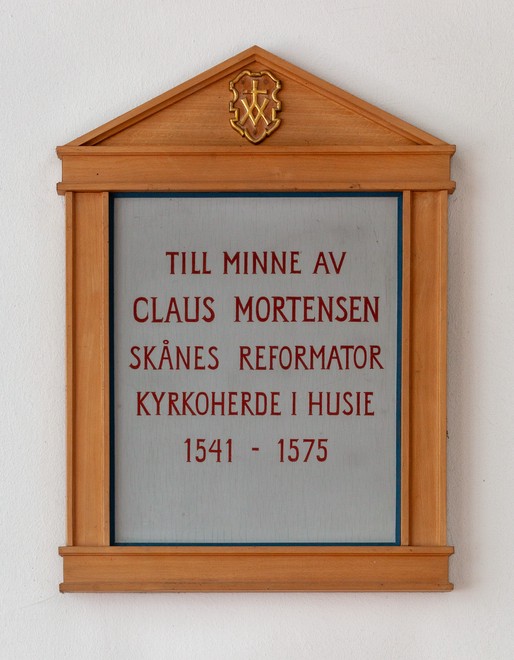 TILL MINNE AV
CLAUS MORTENSEN
SKÅNES REFORMATOR
KYRKOHERDE I HUSIE
1541 - 1575